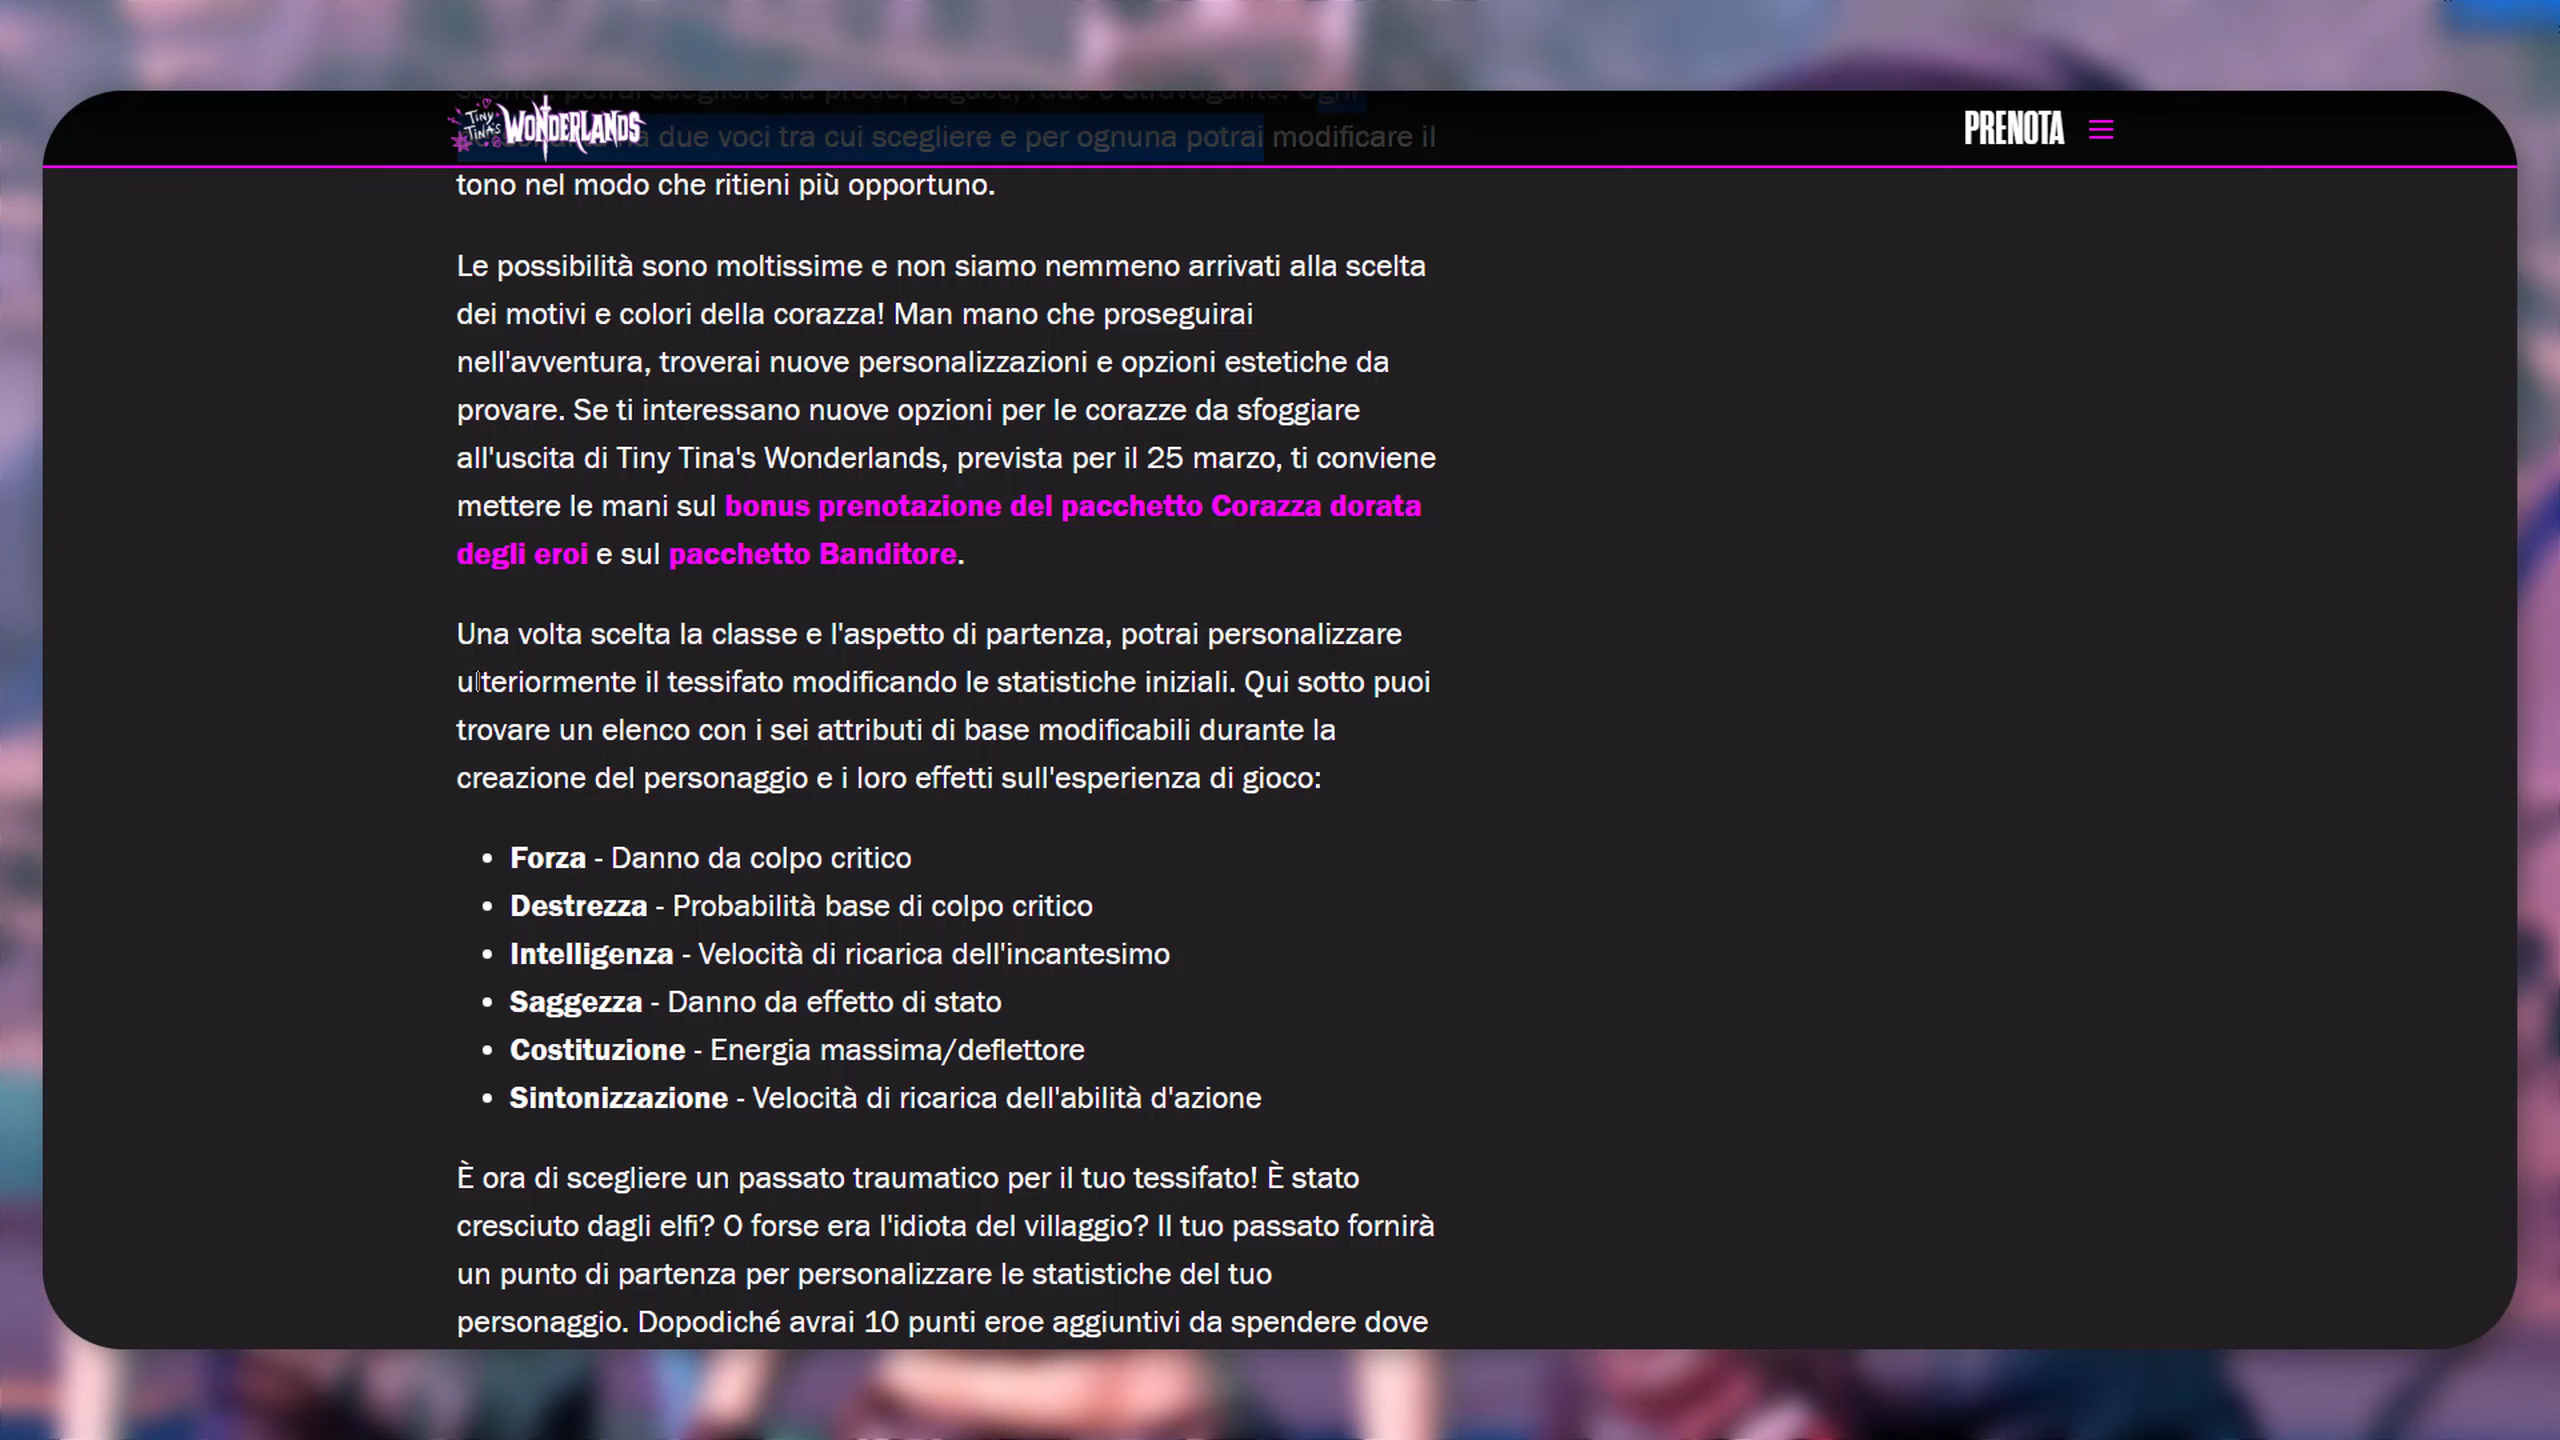 scontri: potrai scegliere tra prode, sagace, rude e stravagante. Ogni
TINY TINA'S WONDERLANDS
PRENOTA
due voci tra cui scegliere e per ognuna potrai modificare il
tono nel modo che ritieni più opportuno.
Le possibilità sono moltissime e non siamo nemmeno arrivati alla scelta
dei motivi e colori della corazza! Man mano che proseguirai
nell'avventura, troverai nuove personalizzazioni e opzioni estetiche da
provare. Se ti interessano nuove opzioni per le corazze da sfoggiare
all'uscita di Tiny Tina's Wonderlands, prevista per il 25 marzo, ti conviene
mettere le mani sul bonus prenotazione del pacchetto Corazza dorata
degli eroi e sul pacchetto Banditore.
Una volta scelta la classe e l'aspetto di partenza, potrai personalizzare
ulteriormente il tessifato modificando le statistiche iniziali. Qui sotto puoi
trovare un elenco con i sei attributi di base modificabili durante la
creazione del personaggio e i loro effetti sull'esperienza di gioco:
• Forza - Danno da colpo critico
• Destrezza - Probabilità base di colpo critico
• Intelligenza - Velocità di ricarica dell'incantesimo
• Saggezza - Danno da effetto di stato
• Costituzione - Energia massima/deflettore
• Sintonizzazione - Velocità di ricarica dell'abilità d'azione
È ora di scegliere un passato traumatico per il tuo tessifato! È stato
cresciuto dagli elfi? O forse era l'idiota del villaggio? Il tuo passato fornirà
un punto di partenza per personalizzare le statistiche del tuo
personaggio. Dopodiché avrai 10 punti eroe aggiuntivi da spendere dove